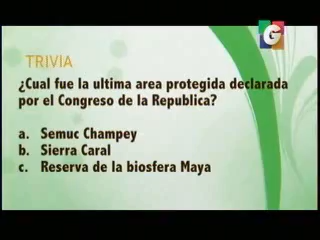 G
TRIVIA
¿Cual fue la ultima area protegida declarada
por el Congreso de la Republica?
a. Semuc Champey
b. Sierra Caral
c. Reserva de la biosfera Maya